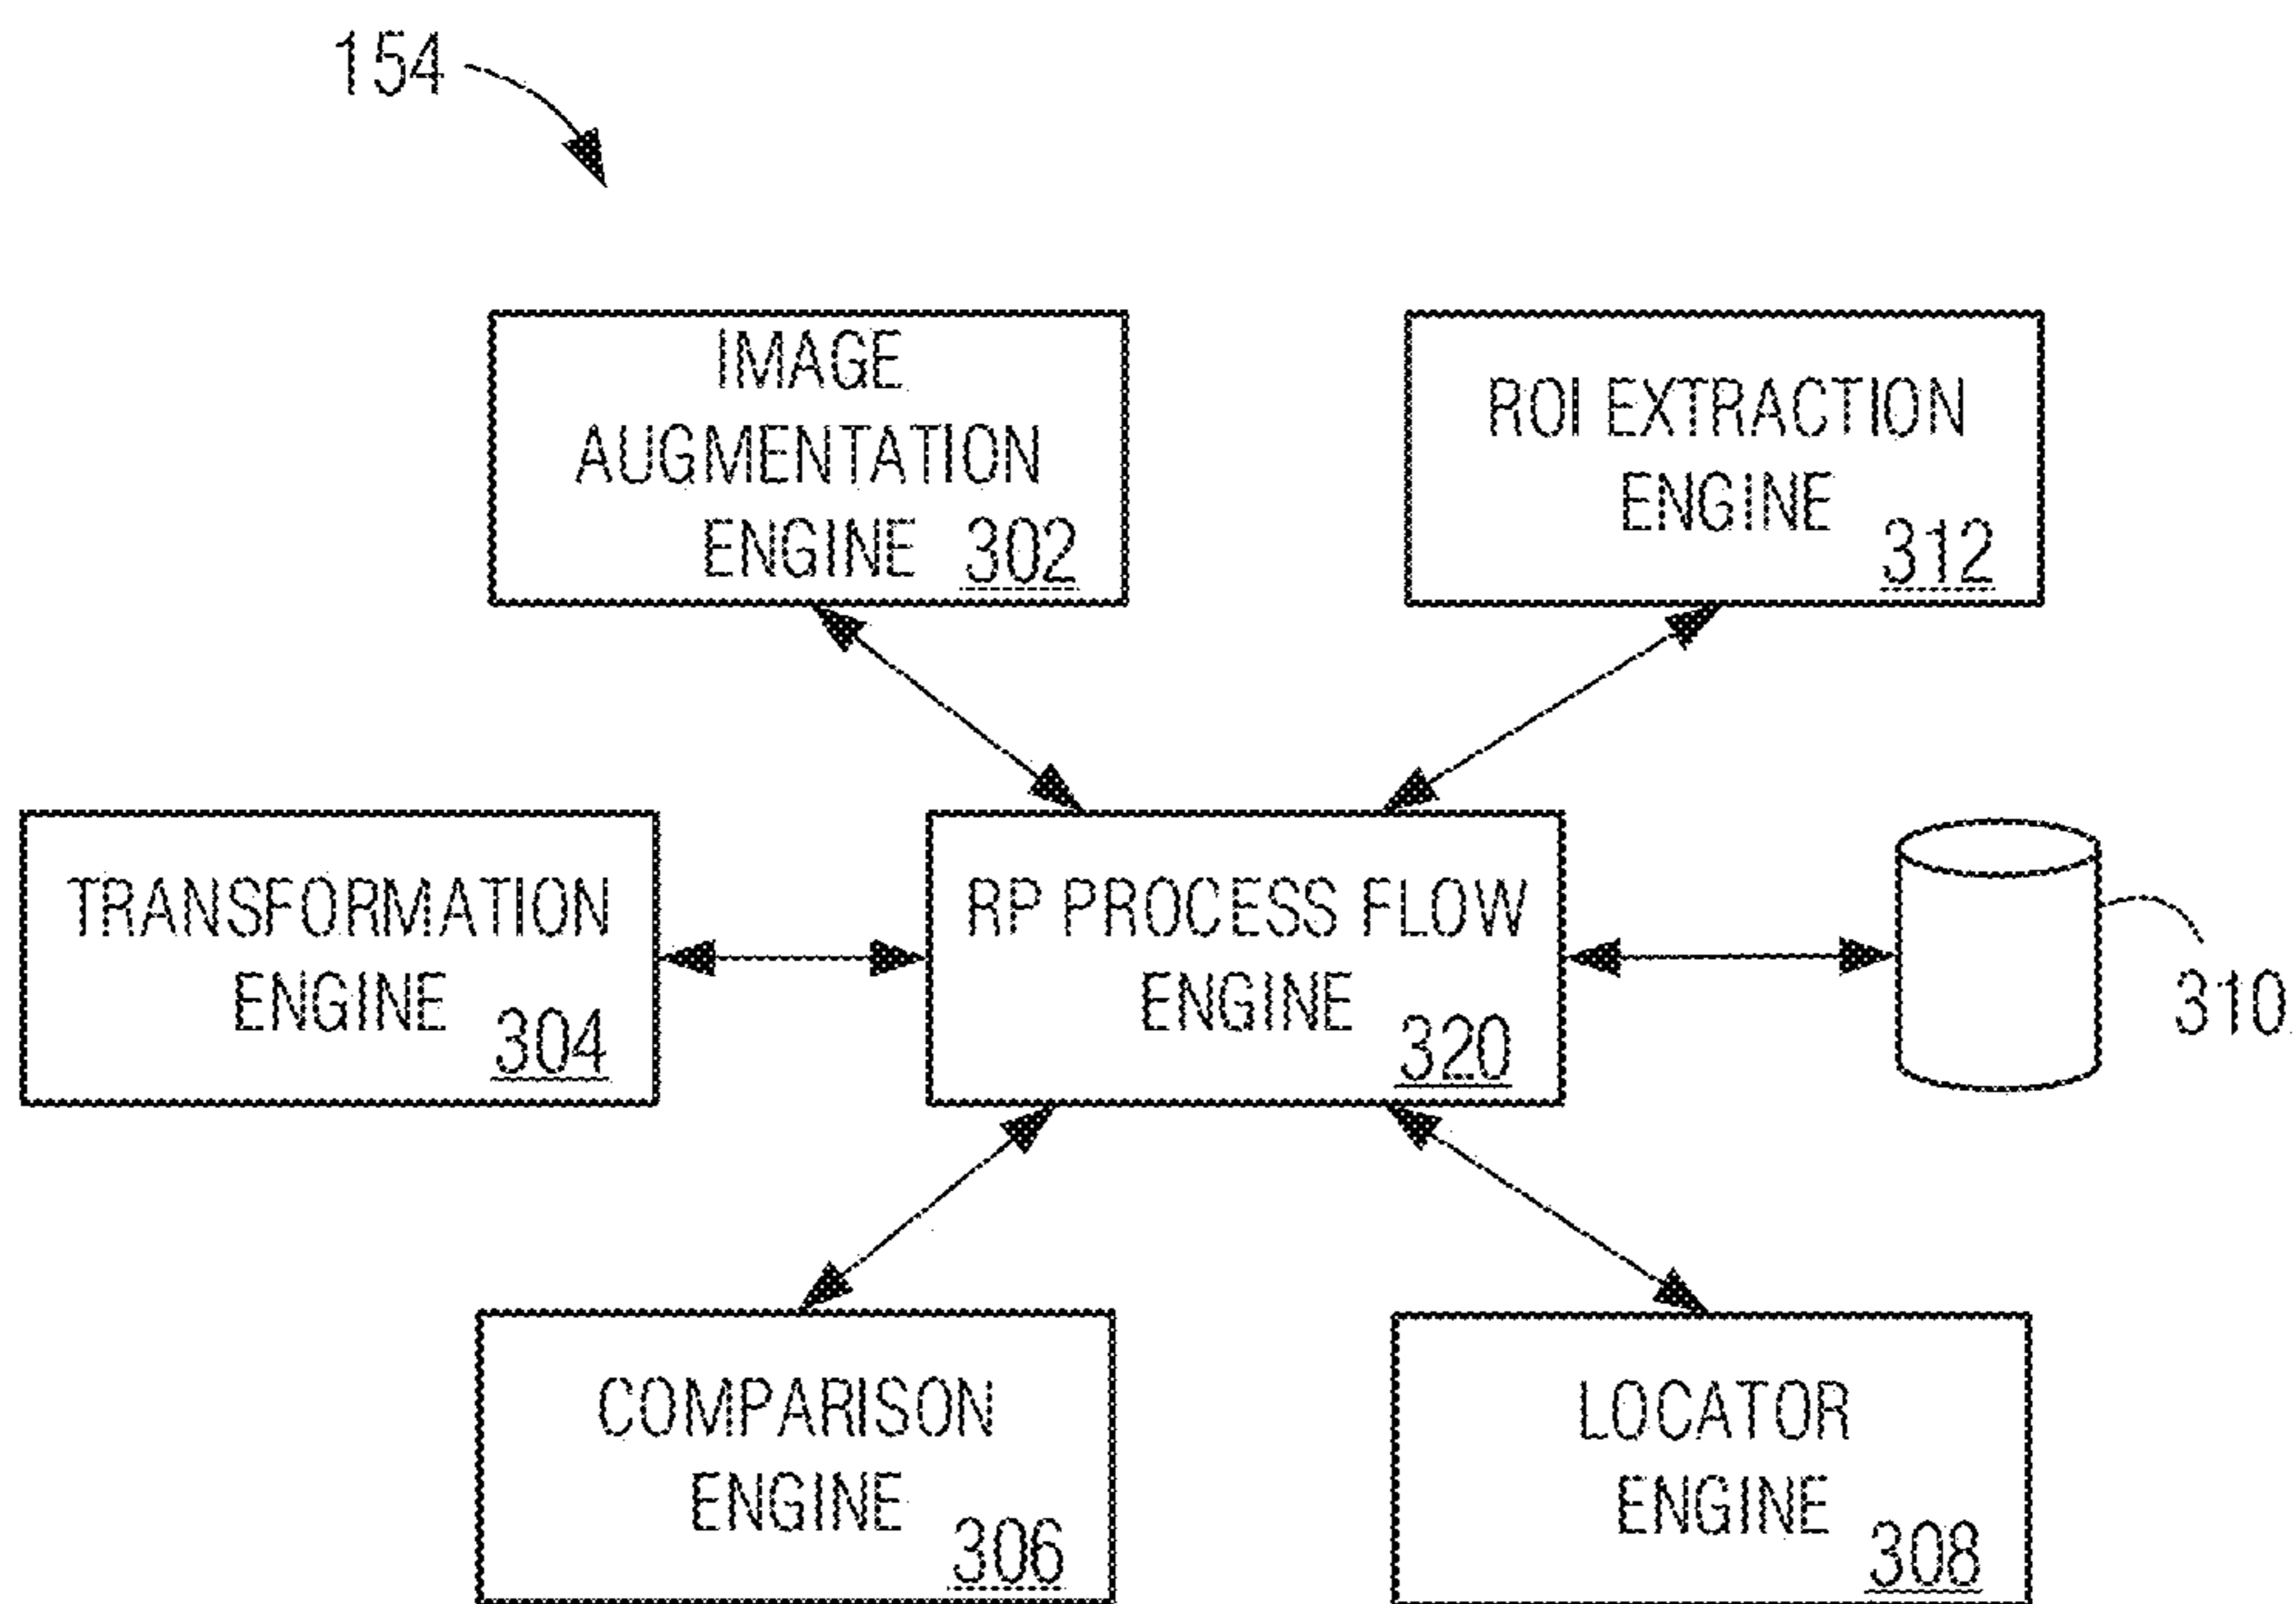 154
IMAGE
AUGMENTATION
ENGINE 302
ROI EXTRACTION
ENGINE 312
TRANSFORMATION
ENGINE 304
RP PROCESS FLOW
ENGINE 320
310
COMPARISON
ENGINE 306
LOCATOR
ENGINE 308